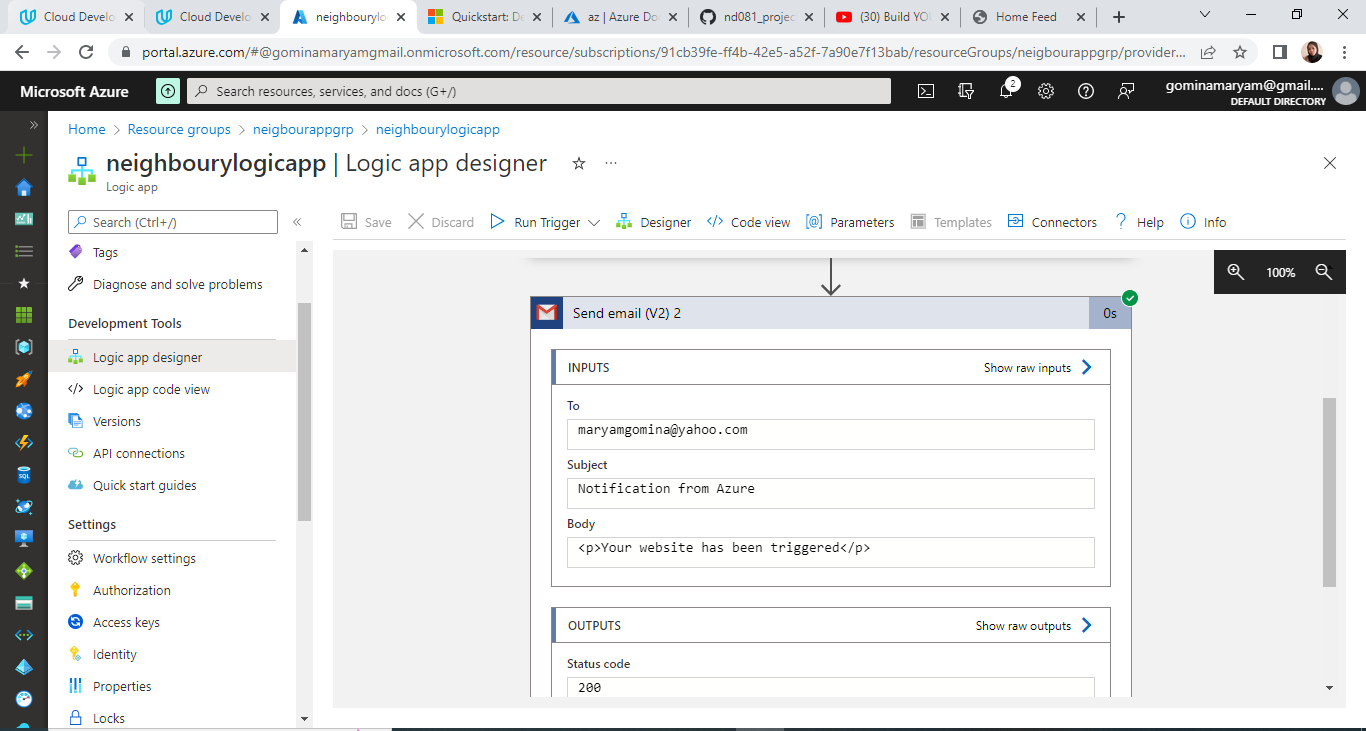 Cloud Develo
Cloud Develo
neighbourylo
Quickstart: De
az | Azure Do
nd081_projec
(30) Build YO
Home Feed
portal.azure.com/#@gominamaryamgmail.onmicrosoft.com/resource/subscriptions/91cb39fe-ff4b-42e5-a52f-7a90e7f13bab/resourceGroups/neigbourappgrp/provider...
Microsoft Azure
Search resources, services, and docs (G+/)
2
gominamaryam@gmail....
DEFAULT DIRECTORY
Home > Resource groups > neigbourappgrp > neighbourylogicapp
neighbourylogicapp | Logic app designer
Logic app
Search (Ctrl+/)
Tags
Diagnose and solve problems
Development Tools
Logic app designer
Logic app code view
Versions
API connections
Quick start guides
Settings
Workflow settings
Authorization
Access keys
Identity
Properties
Locks
Save
Discard
Run Trigger
Designer
Code view
Parameters
Templates
Connectors
Help
Info
100%
Send email (V2) 2
0s
INPUTS
Show raw inputs
To
maryamgomina@yahoo.com
Subject
Notification from Azure
Body
<p>Your website has been triggered</p>
OUTPUTS
Show raw outputs
Status code
200